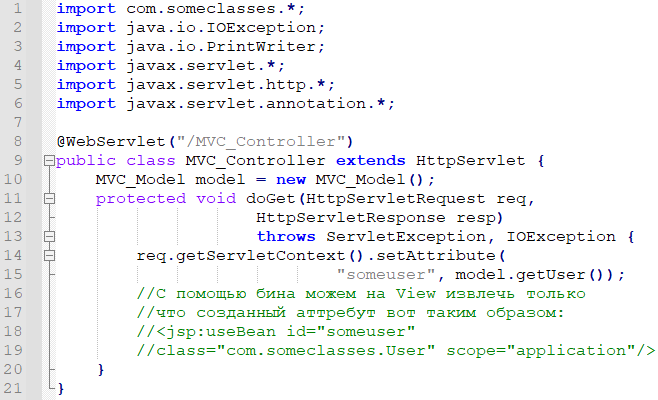 1 import com.someclasses.*;
2 import java.io.IOException;
3 import java.io.PrintWriter;
4 import javax.servlet.*;
5 import javax.servlet.http.*;
6 import javax.servlet.annotation.*;
7
8 @WebServlet("/MVC_Controller")
9 public class MVC_Controller extends HttpServlet {
10     MVC_Model model = new MVC_Model();
11     protected void doGet(HttpServletRequest req,
12                     HttpServletResponse resp)
13                     throws ServletException, IOException {
14         req.getServletContext().setAttribute(
15                             "someuser", model.getUser());
16         //С помощью бина можем на View извлечь только
17         //что созданный аттребут вот таким образом:
18         //<jsp:useBean id="someuser"
19         //class="com.someclasses.User" scope="application"/>
20     }
21 }